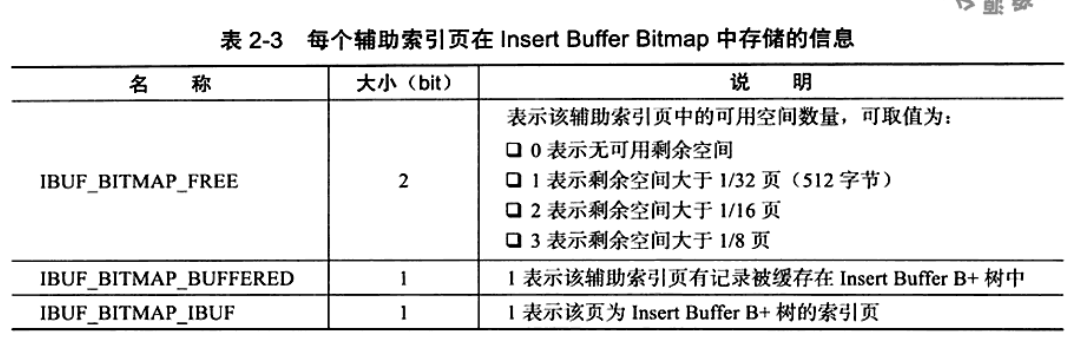 表 2-3 每个辅助索引页在 Insert Buffer Bitmap 中存储的信息
名 称 大小（bit） 说 明
表示该辅助索引页中的可用空间数量，可取值为：
❑ 0 表示无可用剩余空间
IBUF_BITMAP_FREE 2 ❑ 1 表示剩余空间大于 1/32 页（512 字节）
❑ 2 表示剩余空间大于 1/16 页
❑ 3 表示剩余空间大于 1/8 页
IBUF_BITMAP_BUFFERED 1 1 表示该辅助索引页有记录被缓存在 Insert Buffer B+ 树中
IBUF_BITMAP_IBUF 1 1 表示该页为 Insert Buffer B+ 树的索引页